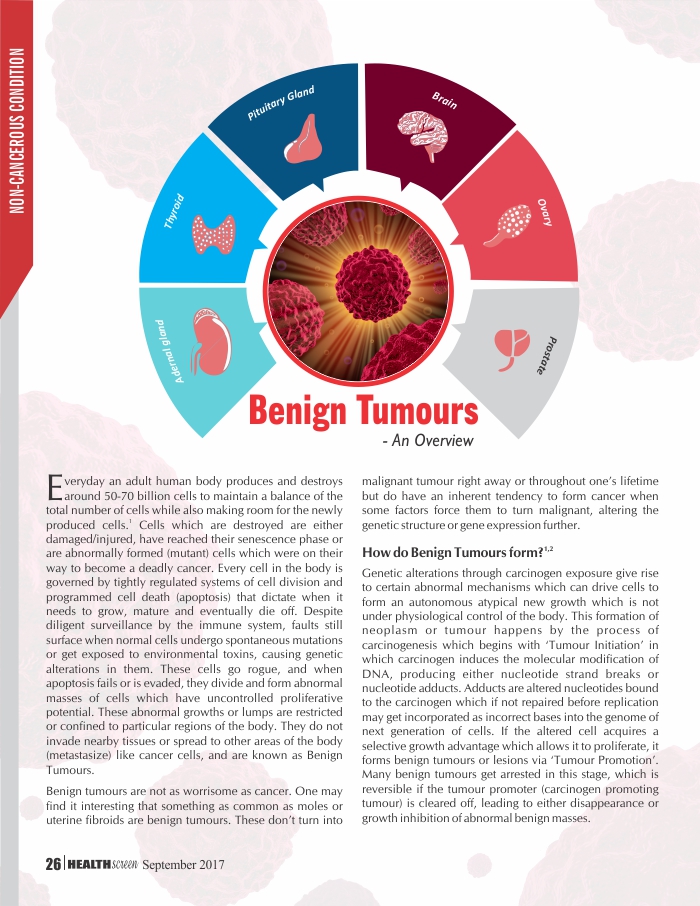 NON-CANCEROUS CONDITION
Pituitary Gland
Brain
Thyroid
Ovary
Adernal gland
Prostate
Benign Tumours
- An Overview
Everyday an adult human body produces and destroys
around 50-70 billion cells to maintain a balance of the
total number of cells while also making room for the newly
produced cells.¹ Cells which are destroyed are either
damaged/injured, have reached their senescence phase or
are abnormally formed (mutant) cells which were on their
way to become a deadly cancer. Every cell in the body is
governed by tightly regulated systems of cell division and
programmed cell death (apoptosis) that dictate when it
needs to grow, mature and eventually die off. Despite
diligent surveillance by the immune system, faults still
surface when normal cells undergo spontaneous mutations
or get exposed to environmental toxins, causing genetic
alterations in them. These cells go rogue, and when
apoptosis fails or is evaded, they divide and form abnormal
masses of cells which have uncontrolled proliferative
potential. These abnormal growths or lumps are restricted
or confined to particular regions of the body. They do not
invade nearby tissues or spread to other areas of the body
(metastasize) like cancer cells, and are known as Benign
Tumours.
Benign tumours are not as worrisome as cancer. One may
find it interesting that something as common as moles or
uterine fibroids are benign tumours. These don't turn into
malignant tumour right away or throughout one's lifetime
but do have an inherent tendency to form cancer when
some factors force them to turn malignant, altering the
genetic structure or gene expression further.
How do Benign Tumours form?¹,²
Genetic alterations through carcinogen exposure give rise
to certain abnormal mechanisms which can drive cells to
form an autonomous atypical new growth which is not
under physiological control of the body. This formation of
neoplasm or tumour happens by the process of
carcinogenesis which begins with 'Tumour Initiation' in
which carcinogen induces the molecular modification of
DNA, producing either nucleotide strand breaks or
nucleotide adducts. Adducts are altered nucleotides bound
to the carcinogen which if not repaired before replication
may get incorporated as incorrect bases into the genome of
next generation of cells. If the altered cell acquires a
selective growth advantage which allows it to proliferate, it
forms benign tumours or lesions via 'Tumour Promotion'.
Many benign tumours get arrested in this stage, which is
reversible if the tumour promoter (carcinogen promoting
tumour) is cleared off, leading to either disappearance or
growth inhibition of abnormal benign masses.
26 | HEALTHscreen September 2017